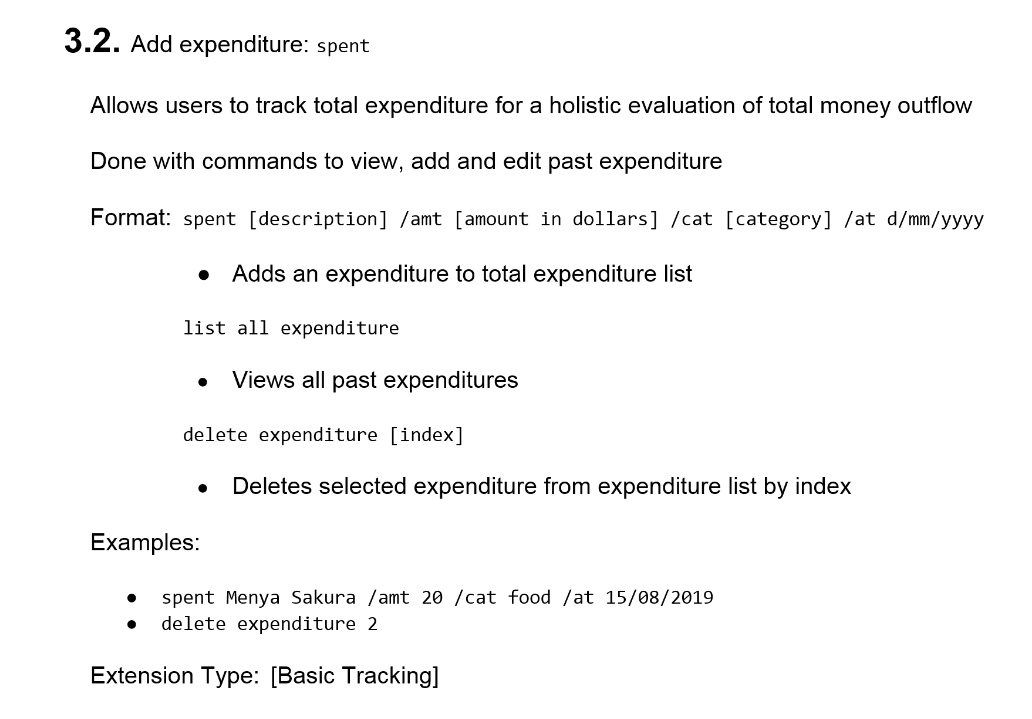 3.2. Add expenditure: spent
Allows users to track total expenditure for a holistic evaluation of total money outflow
Done with commands to view, add and edit past expenditure
Format: spent [description] /amt [amount in dollars] /cat [category] /at d/mm/yyyy
● Adds an expenditure to total expenditure list
list all expenditure
● Views all past expenditures
delete expenditure [index]
● Deletes selected expenditure from expenditure list by index
Examples:
● spent Menya Sakura /amt 20 /cat food /at 15/08/2019
● delete expenditure 2
Extension Type: [Basic Tracking]